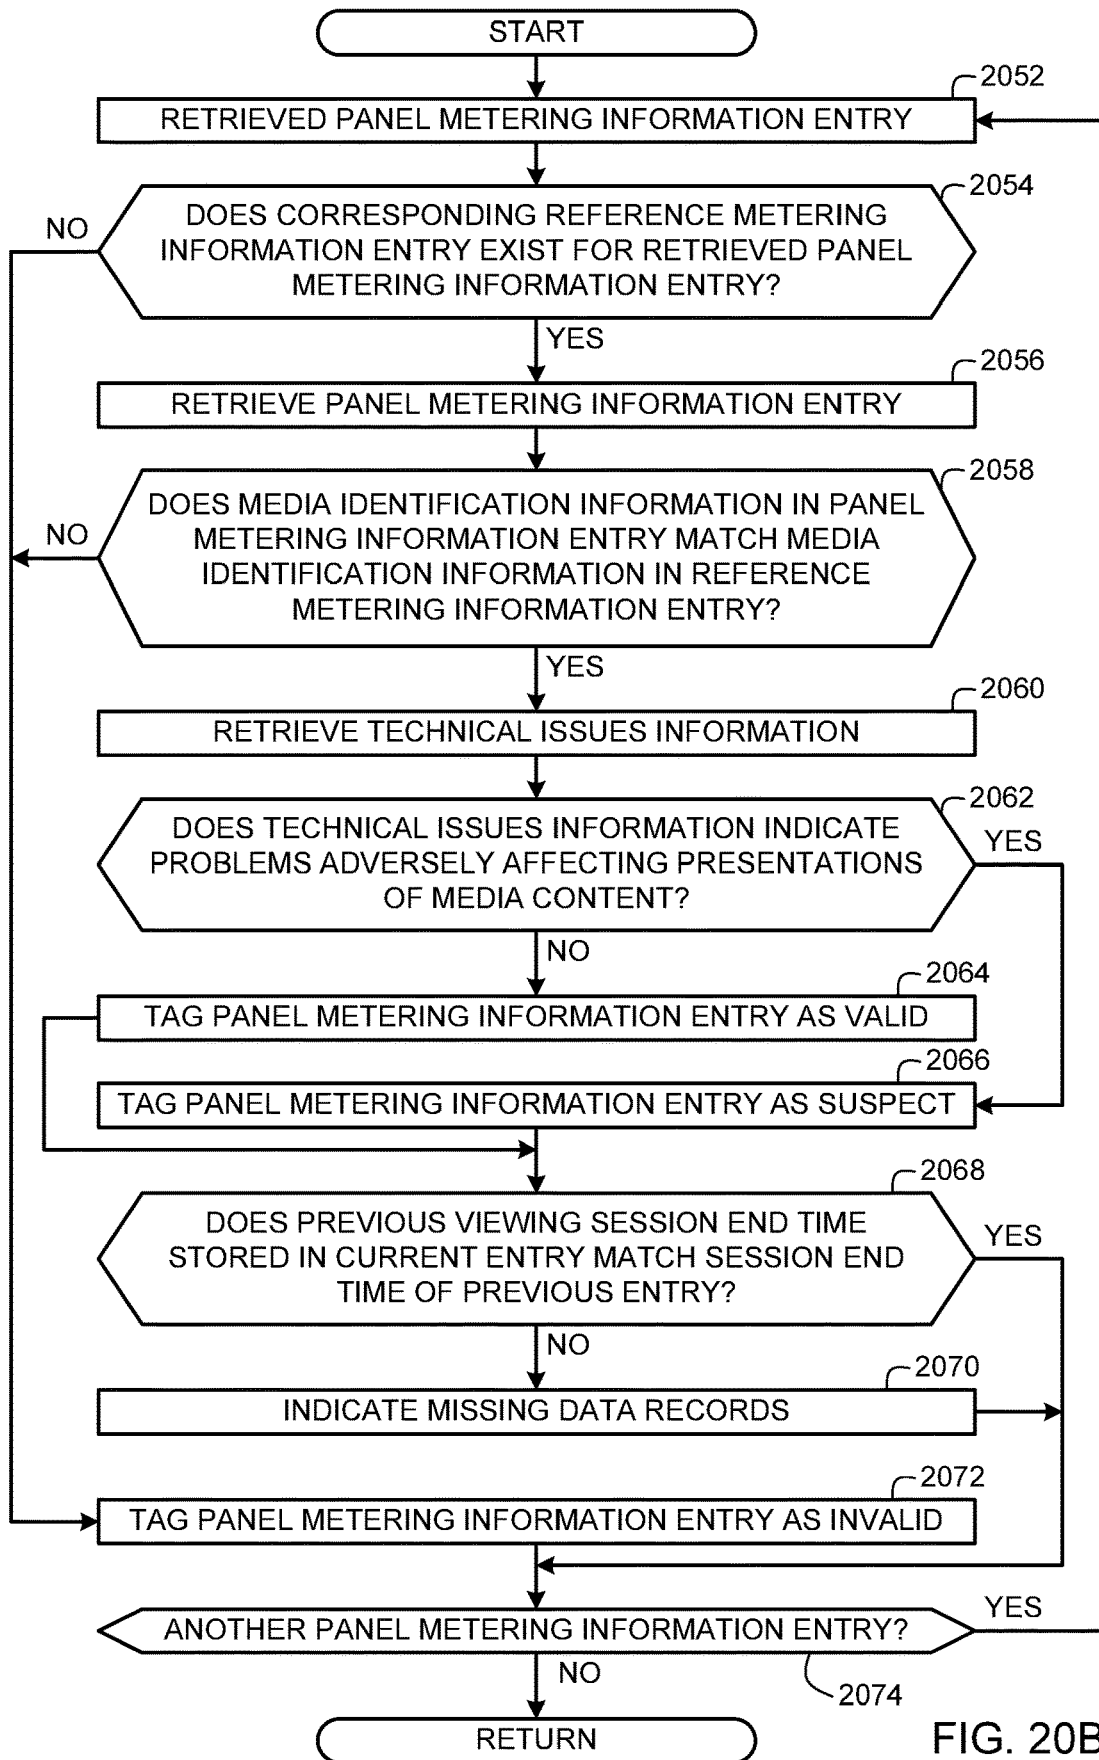 START
2052
RETRIEVED PANEL METERING INFORMATION ENTRY
2054
NO
DOES CORRESPONDING REFERENCE METERING
INFORMATION ENTRY EXIST FOR RETRIEVED PANEL
METERING INFORMATION ENTRY?
YES
2056
RETRIEVE PANEL METERING INFORMATION ENTRY
2058
NO
DOES MEDIA IDENTIFICATION INFORMATION IN PANEL
METERING INFORMATION ENTRY MATCH MEDIA
IDENTIFICATION INFORMATION IN REFERENCE
METERING INFORMATION ENTRY?
YES
2060
RETRIEVE TECHNICAL ISSUES INFORMATION
2062
DOES TECHNICAL ISSUES INFORMATION INDICATE
PROBLEMS ADVERSELY AFFECTING PRESENTATIONS
OF MEDIA CONTENT?
YES
NO
2064
TAG PANEL METERING INFORMATION ENTRY AS VALID
2066
TAG PANEL METERING INFORMATION ENTRY AS SUSPECT
2068
DOES PREVIOUS VIEWING SESSION END TIME
STORED IN CURRENT ENTRY MATCH SESSION END
TIME OF PREVIOUS ENTRY?
YES
NO
2070
INDICATE MISSING DATA RECORDS
2072
TAG PANEL METERING INFORMATION ENTRY AS INVALID
ANOTHER PANEL METERING INFORMATION ENTRY?
YES
NO
2074
RETURN
FIG. 20B